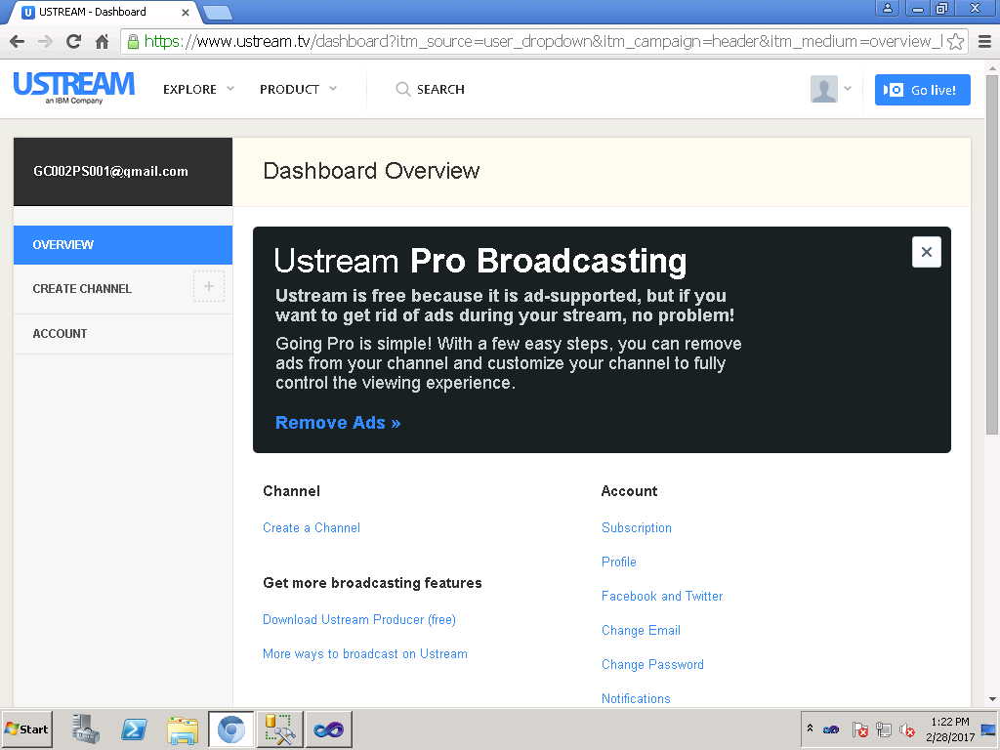 USTREAM - Dashboard
https://www.ustream.tv/dashboard?itm_source=user_dropdown&itm_campaign=header&itm_medium=overview_l
USTREAM
an IBM Company
EXPLORE
PRODUCT
SEARCH
Go live!
GC002PS001@gmail.com
Dashboard Overview
OVERVIEW
CREATE CHANNEL
ACCOUNT
Ustream Pro Broadcasting
Ustream is free because it is ad-supported, but if you
want to get rid of ads during your stream, no problem!
Going Pro is simple! With a few easy steps, you can remove
ads from your channel and customize your channel to fully
control the viewing experience.
Remove Ads »
Channel
Create a Channel
Get more broadcasting features
Download Ustream Producer (free)
More ways to broadcast on Ustream
Account
Subscription
Profile
Facebook and Twitter
Change Email
Change Password
Notifications
Start
1:22 PM
2/28/2017